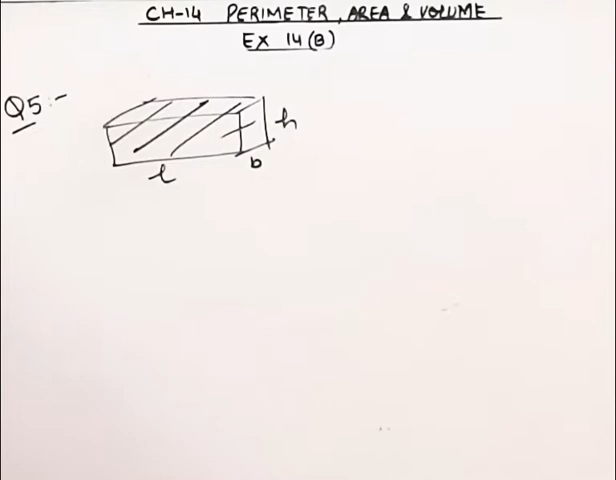 CH-14 PERIMETER, AREA & VOLUME
EX 14(B)
Q5:-
h
b
l